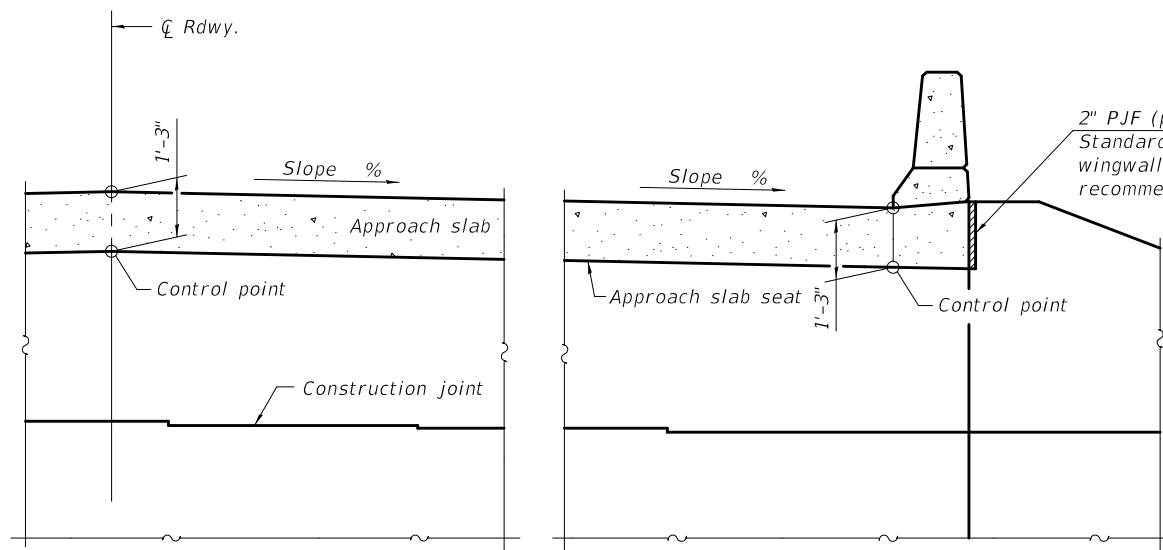 ℄ Rdwy.
1'-3"
Slope %
Approach slab
Control point
Construction joint
2" PJF (
Standard
wingwall
recomme
Slope %
Approach slab seat
1'-3"
Control point